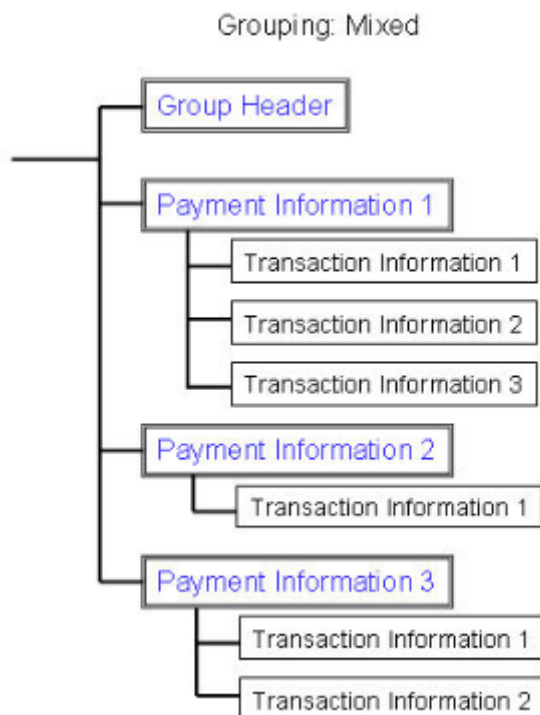 Grouping: Mixed
Group Header
Payment Information 1
Transaction Information 1
Transaction Information 2
Transaction Information 3
Payment Information 2
Transaction Information 1
Payment Information 3
Transaction Information 1
Transaction Information 2